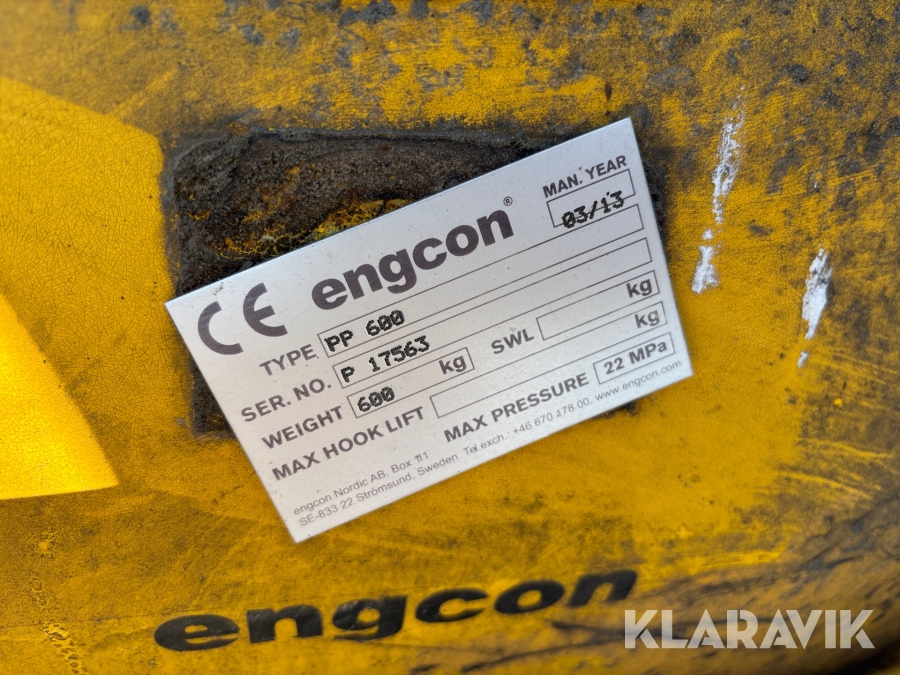 CE engcon® MAN. YEAR
03/13
TYPE PP 600
SER. NO. P 17563
WEIGHT 600 kg SWL kg
MAX HOOK LIFT kg
MAX PRESSURE 22 MPa
engcon Nordic AB, Box 111
SE-833 22 Strömsund, Sweden Tel exch. +46 670 178 00, www.engcon.com
engcon
KLARAVIK